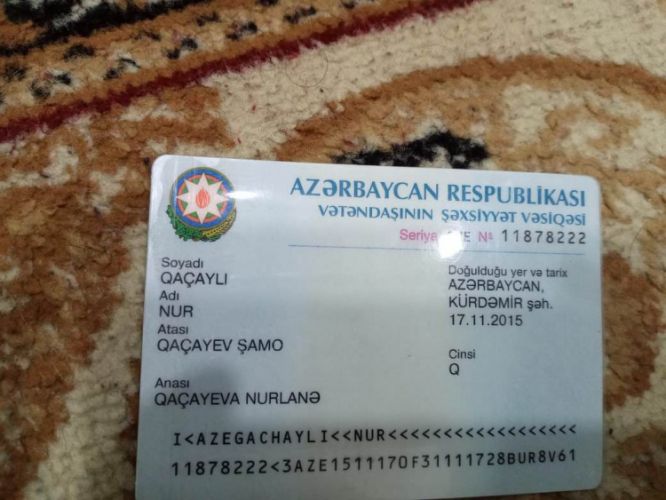 AZƏRBAYCAN RESPUBLİKASI
VƏTƏNDAŞININ ŞƏXSİYYƏT VƏSİQƏSİ
Seriya № 11878222
Soyadı
QAÇAYLI
Adı
NUR
Atası
QAÇAYEV ŞAMO
Anası
QAÇAYEVA NURLANƏ
Doğulduğu yer və tarix
AZƏRBAYCAN,
KÜRDƏMİR şəh.
17.11.2015
Cinsi
Q
I<AZEGACHAYLI<<NUR<<<<<<<<<<<<<<<<<<
11878222<3AZE1511170F31111728BUR8V61